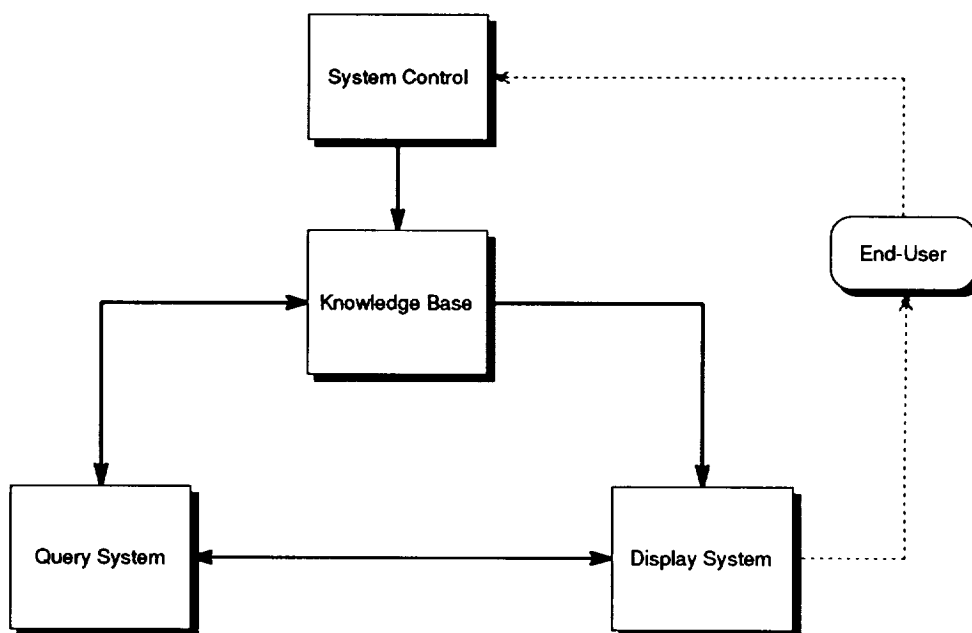 System Control
End-User
Knowledge Base
Query System
Display System